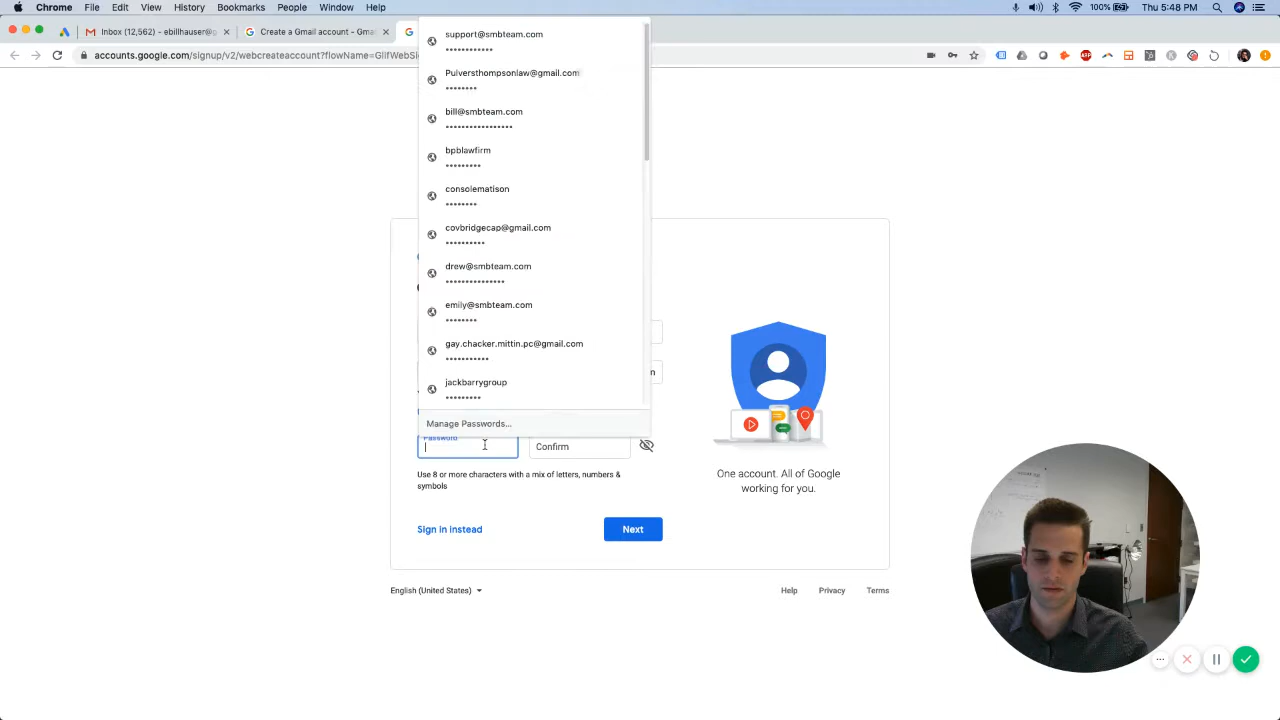 Chrome File Edit View History Bookmarks People Window Help
100% Thu 5:58 PM
Inbox (12,552) - ebillhauser@
Create a Gmail account - Gma
accounts.google.com/signup/v2/webcreateaccount?flowName=GlifWebSi
support@smbteam.com
••••••••••••
Pulversthompsonlaw@gmail.com
••••••••
bill@smbteam.com
•••••••••••••••••
bpblawfirm
•••••••••
consolematison
••••••••
covbridgecap@gmail.com
••••••••••
drew@smbteam.com
•••••••••••••••
emily@smbteam.com
••••••••
gay.chacker.mittin.pc@gmail.com
•••••••••••
jackbarrygroup
•••••••••
Manage Passwords...
Password
Confirm
Use 8 or more characters with a mix of letters, numbers &
symbols
Sign in instead
Next
One account. All of Google
working for you.
English (United States)
Help Privacy Terms